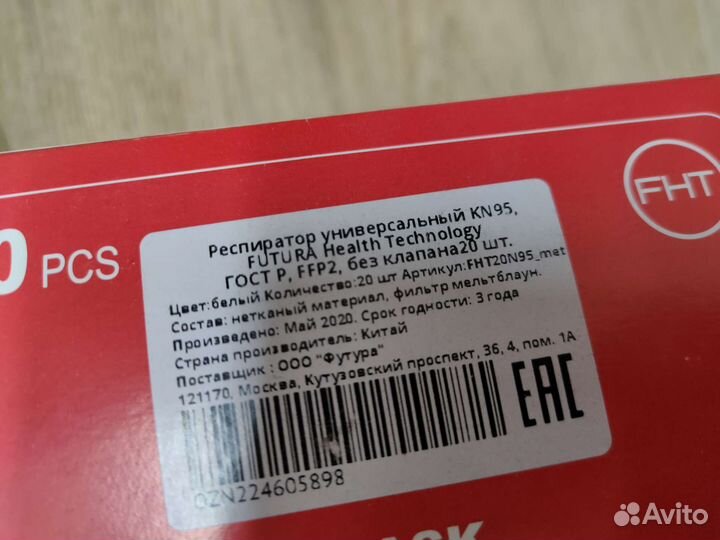 0 PCS
FHT
Респиратор универсальный KN95,
FUTURA Health Technology
ГОСТ Р, FFP2, без клапана20 шт.
Цвет:белый Количество:20 шт Артикул:FHT20N95_met
Состав: нетканый материал, фильтр мельтблаун.
Произведено: Май 2020. Срок годности: 3 года
Страна производитель: Китай
Поставщик : ООО "Футура"
121170, Москва, Кутузовский проспект, 36, 4, пом. 1А
EAC
OZN224605898
Avito